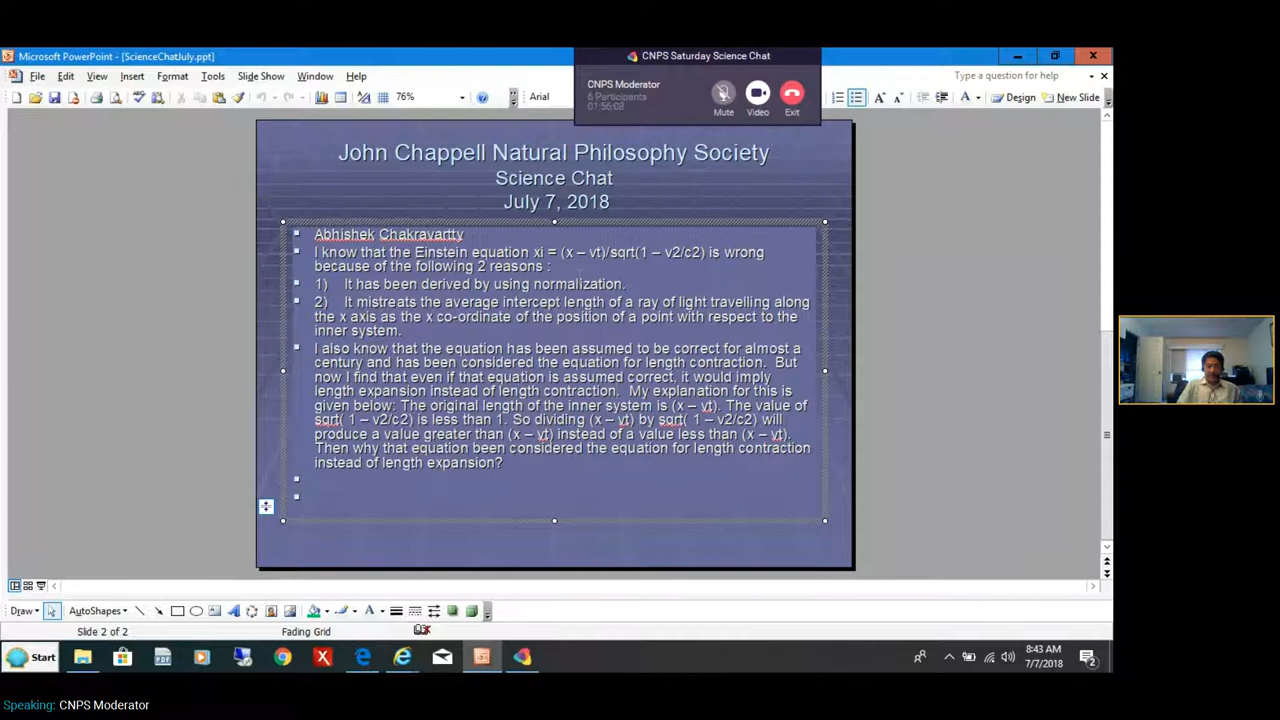 Microsoft PowerPoint - [ScienceChatJuly.ppt]
CNPS Saturday Science Chat
File Edit View Insert Format Tools Slide Show Window Help
Type a question for help
CNPS Moderator
6 Participants
01:56:08
Mute Video Exit
76%
Arial
Design
New Slide
John Chappell Natural Philosophy Society
Science Chat
July 7, 2018
Abhishek Chakravartty
I know that the Einstein equation xi = (x – vt)/sqrt(1 – v2/c2) is wrong
because of the following 2 reasons :
1) It has been derived by using normalization.
2) It mistreats the average intercept length of a ray of light travelling along
the x axis as the x co-ordinate of the position of a point with respect to the
inner system.
I also know that the equation has been assumed to be correct for almost a
century and has been considered the equation for length contraction. But
now I find that even if that equation is assumed correct, it would imply
length expansion instead of length contraction. My explanation for this is
given below: The original length of the inner system is (x – vt). The value of
sqrt( 1 – v2/c2) is less than 1. So dividing (x – vt) by sqrt( 1 – v2/c2) will
produce a value greater than (x – vt) instead of a value less than (x – vt).
Then why that equation been considered the equation for length contraction
instead of length expansion?
Draw AutoShapes
Slide 2 of 2
Fading Grid
Start
8:43 AM
7/7/2018
2
Speaking: CNPS Moderator